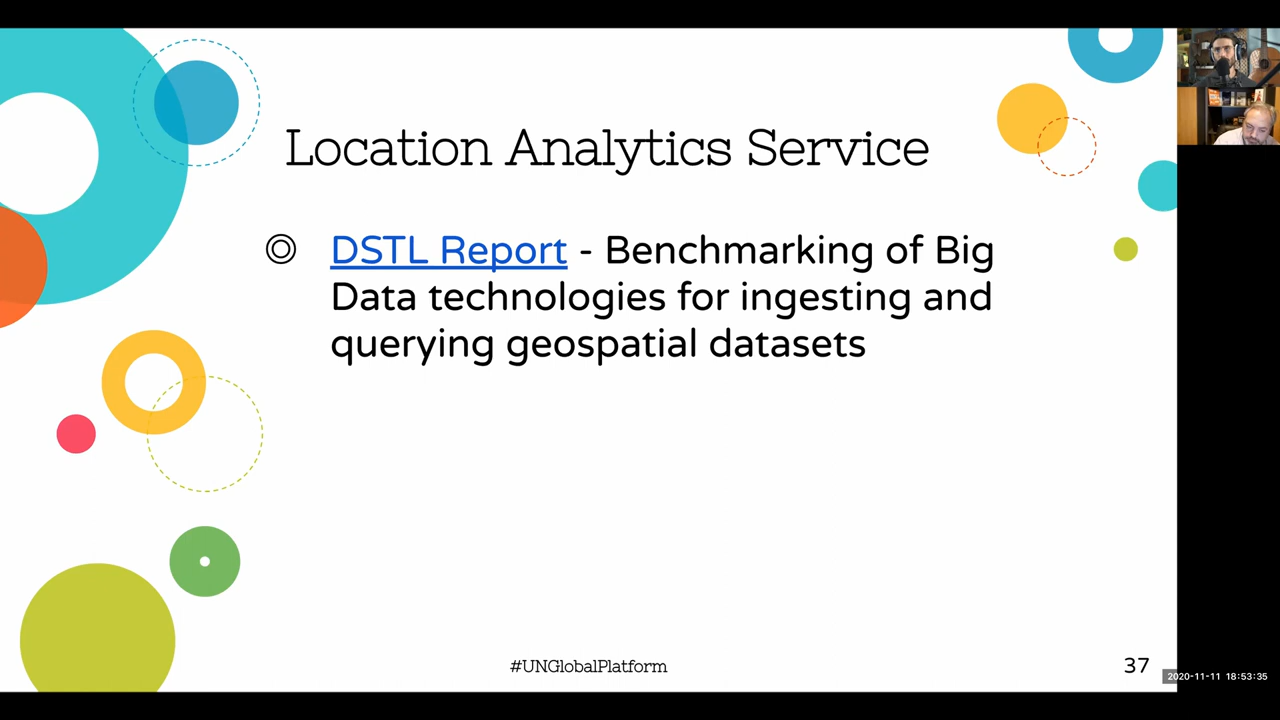 Location Analytics Service
DSTL Report - Benchmarking of Big
Data technologies for ingesting and
querying geospatial datasets
#UNGlobalPlatform
37
2020-11-11 18:53:35